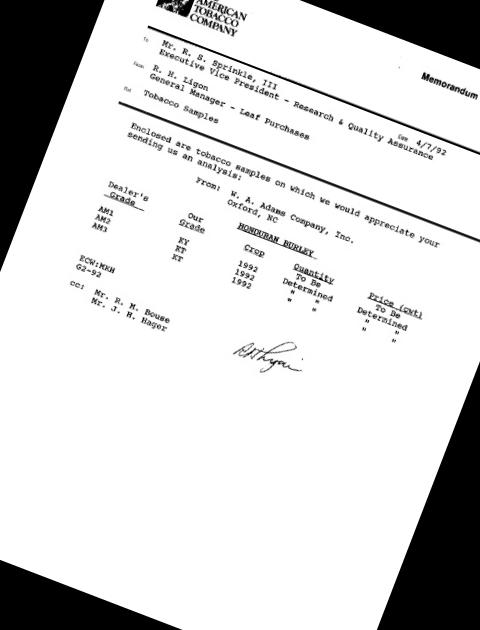 AMERICAN
TOBACCO
COMPANY
Memorandum
To Mr. R. S. Sprinkle, III
Executive Vice President - Research & Quality Assurance
From R. H. Ligon Date 4/7/92
General Manager - Leaf Purchases
Tobacco Samples
Enclosed are tobacco samples on which we would appreciate your
sending us an analysis:
From: W. A. Adams Company, Inc.
Oxford, NC
HONDURAN BURLEY
Dealer's Grade Our Grade Crop Quantity Price (cwt)
AM1 KY 1992 To Be Determined To Be Determined
AM2 KT 1992 " " " "
AM3 KT 1992 " " " "
ECW:MKH
G2-92
cc: Mr. R. M. Bouse
Mr. J. H. Hager